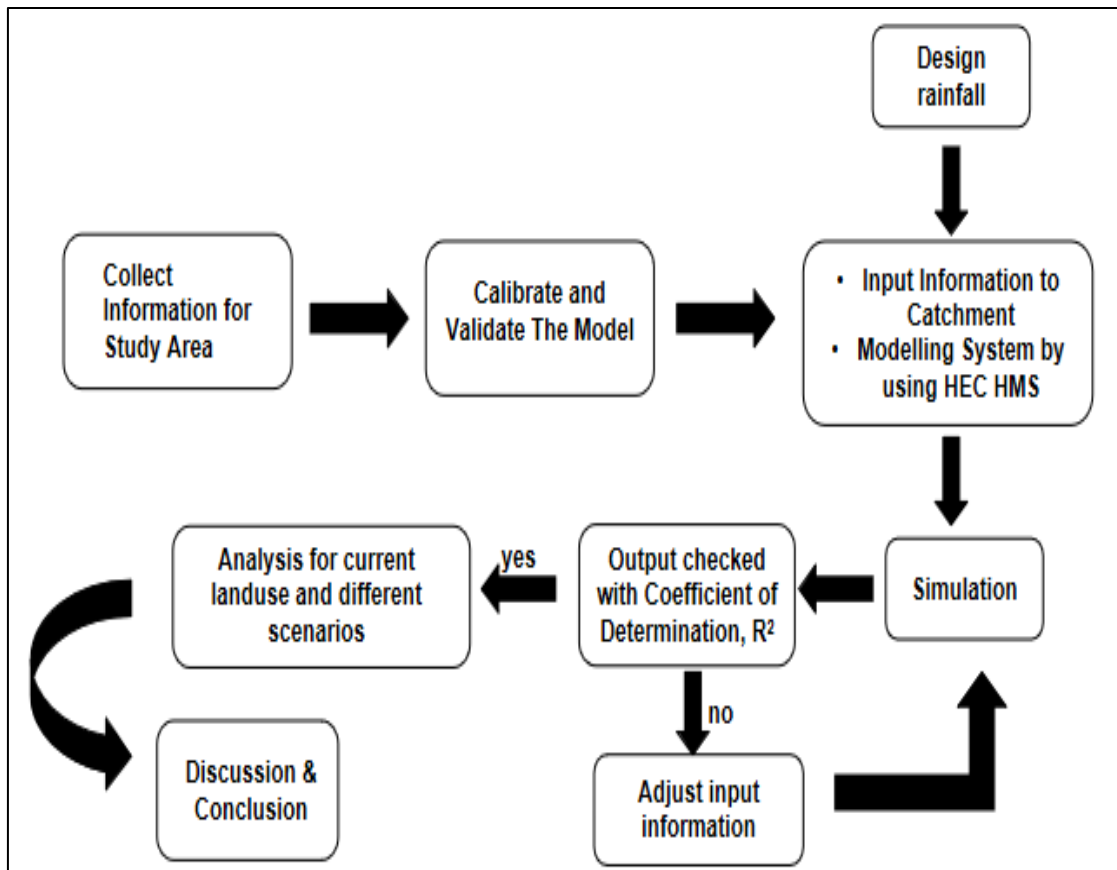 Design
rainfall
Collect
Information for
Study Area
Calibrate and
Validate The Model
• Input Information to
Catchment
• Modelling System by
using HEC HMS
Simulation
Output checked
with Coefficient of
Determination, R²
yes
Analysis for current
landuse and different
scenarios
no
Adjust input
information
Discussion &
Conclusion